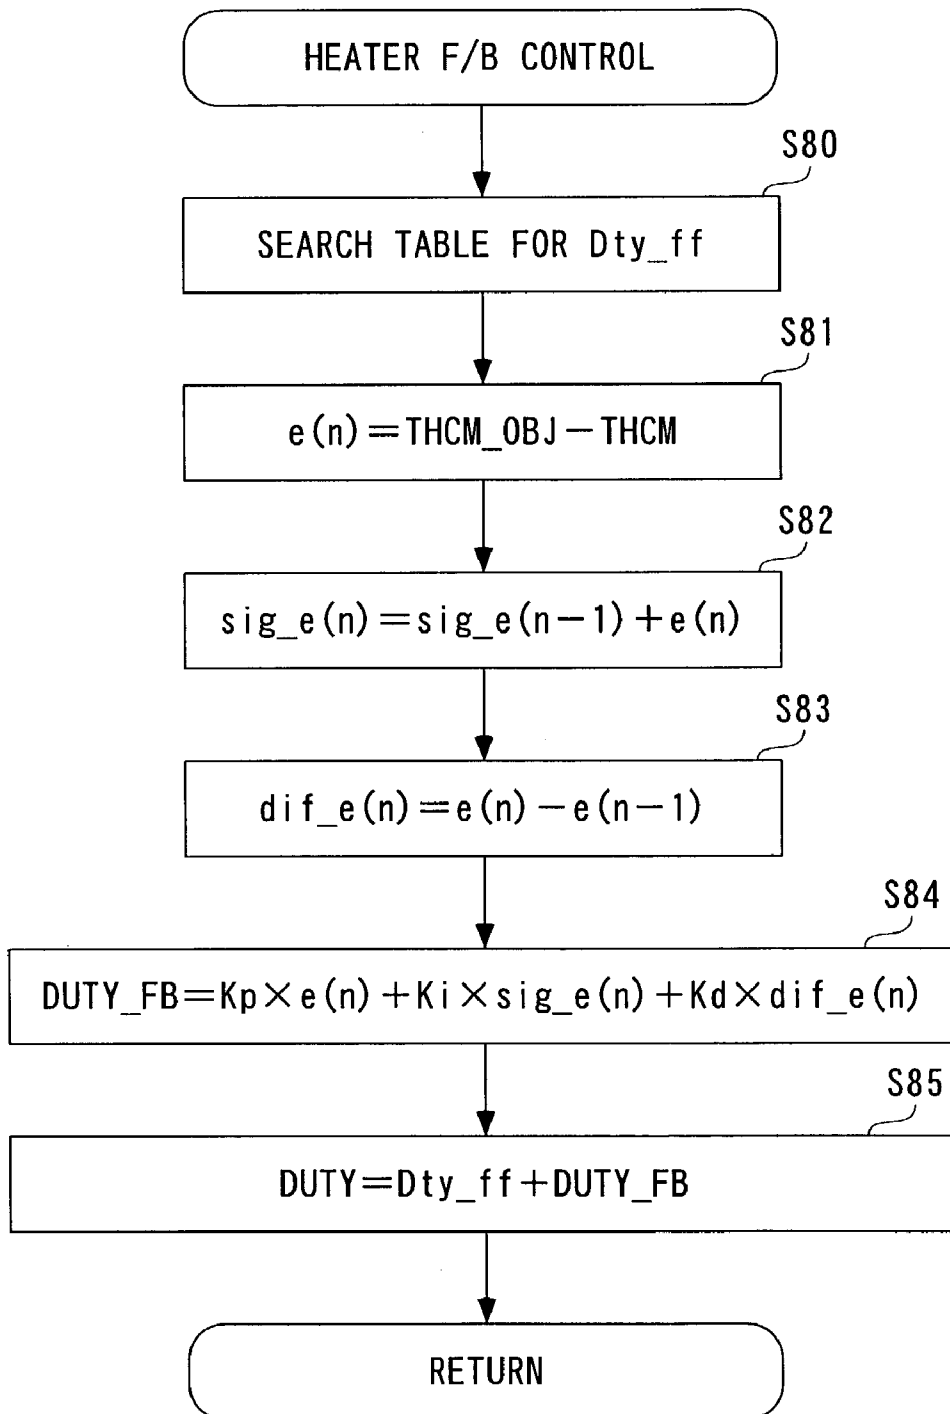 HEATER F/B CONTROL
S80
SEARCH TABLE FOR Dty_ff
S81
e(n)=THCM_OBJ-THCM
S82
sig_e(n)=sig_e(n-1)+e(n)
S83
dif_e(n)=e(n)-e(n-1)
S84
DUTY_FB=Kp×e(n)+Ki×sig_e(n)+Kd×dif_e(n)
S85
DUTY=Dty_ff+DUTY_FB
RETURN